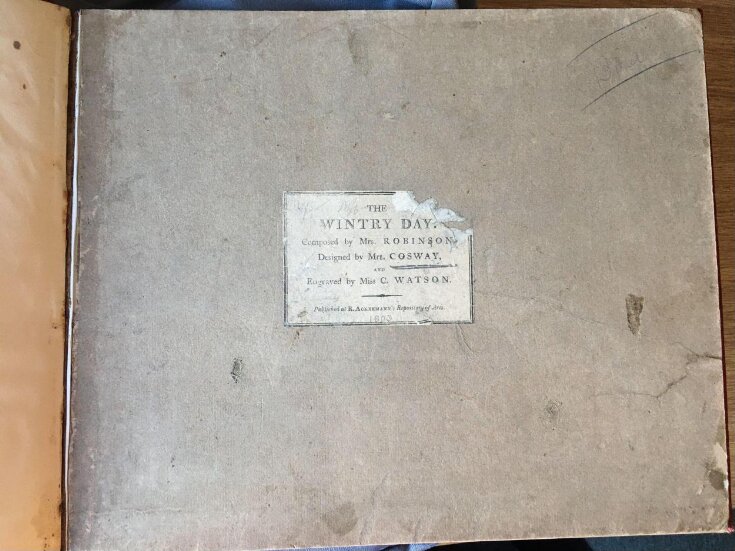 THE
WINTRY DAY.
Composed by Mrs. ROBINSON,
Designed by Mrs. COSWAY,
AND
Engraved by Miss C. WATSON.
Published at R. ACKERMANN's Repository of Arts.
1803